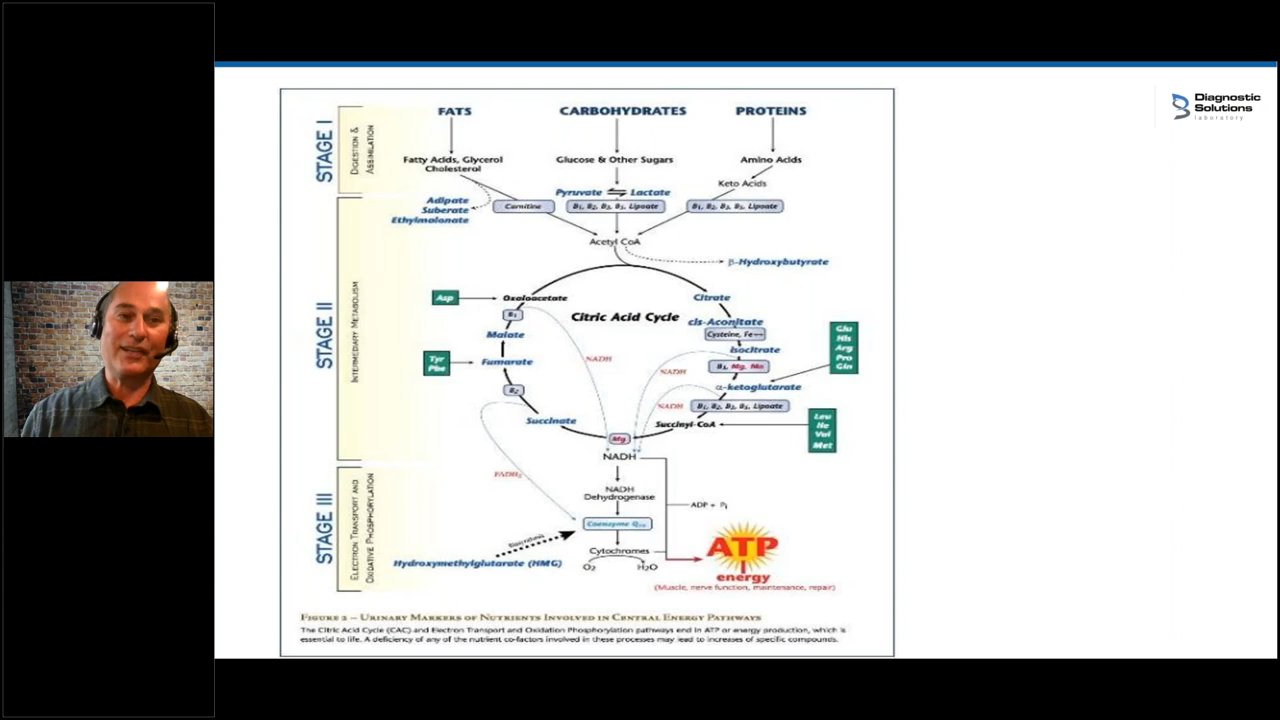 Diagnostic
Solutions
laboratory
FATS
CARBOHYDRATES
PROTEINS
STAGE I
DIGESTION &
ASSIMILATION
Fatty Acids, Glycerol
Cholesterol
Glucose & Other Sugars
Amino Acids
Keto Acids
Pyruvate
Lactate
Adipate
Suberate
Ethylmalonate
Carnitine
B1, B2, B3, B5, Lipoate
B1, B2, B3, B5, Lipoate
Acetyl CoA
β-Hydroxybutyrate
STAGE II
INTERMEDIARY METABOLISM
Asp
Oxaloacetate
Citrate
B3
Citric Acid Cycle
cis-Aconitate
Cysteine, Fe++
Malate
Isocitrate
Glu
His
Arg
Pro
Gln
Tyr
Phe
Fumarate
NADH
NADH
B3, Mg, Mn
α-ketoglutarate
B2
NADH
B1, B2, B3, B5, Lipoate
Succinate
Succinyl-CoA
Leu
Ile
Val
Met
Mg
NADH
FADH2
STAGE III
ELECTRON TRANSPORT AND
OXIDATIVE PHOSPHORYLATION
NADH
Dehydrogenase
ADP + Pi
Coenzyme Q10
Biosynthesis
Hydroxymethylglutarate (HMG)
Cytochromes
O2
H2O
ATP
energy
(Muscle, nerve function, maintenance, repair)
FIGURE 2 – URINARY MARKERS OF NUTRIENTS INVOLVED IN CENTRAL ENERGY PATHWAYS
The Citric Acid Cycle (CAC) and Electron Transport and Oxidation Phosphorylation pathways end in ATP or energy production, which is
essential to life. A deficiency of any of the nutrient co-factors involved in these processes may lead to increases of specific compounds.